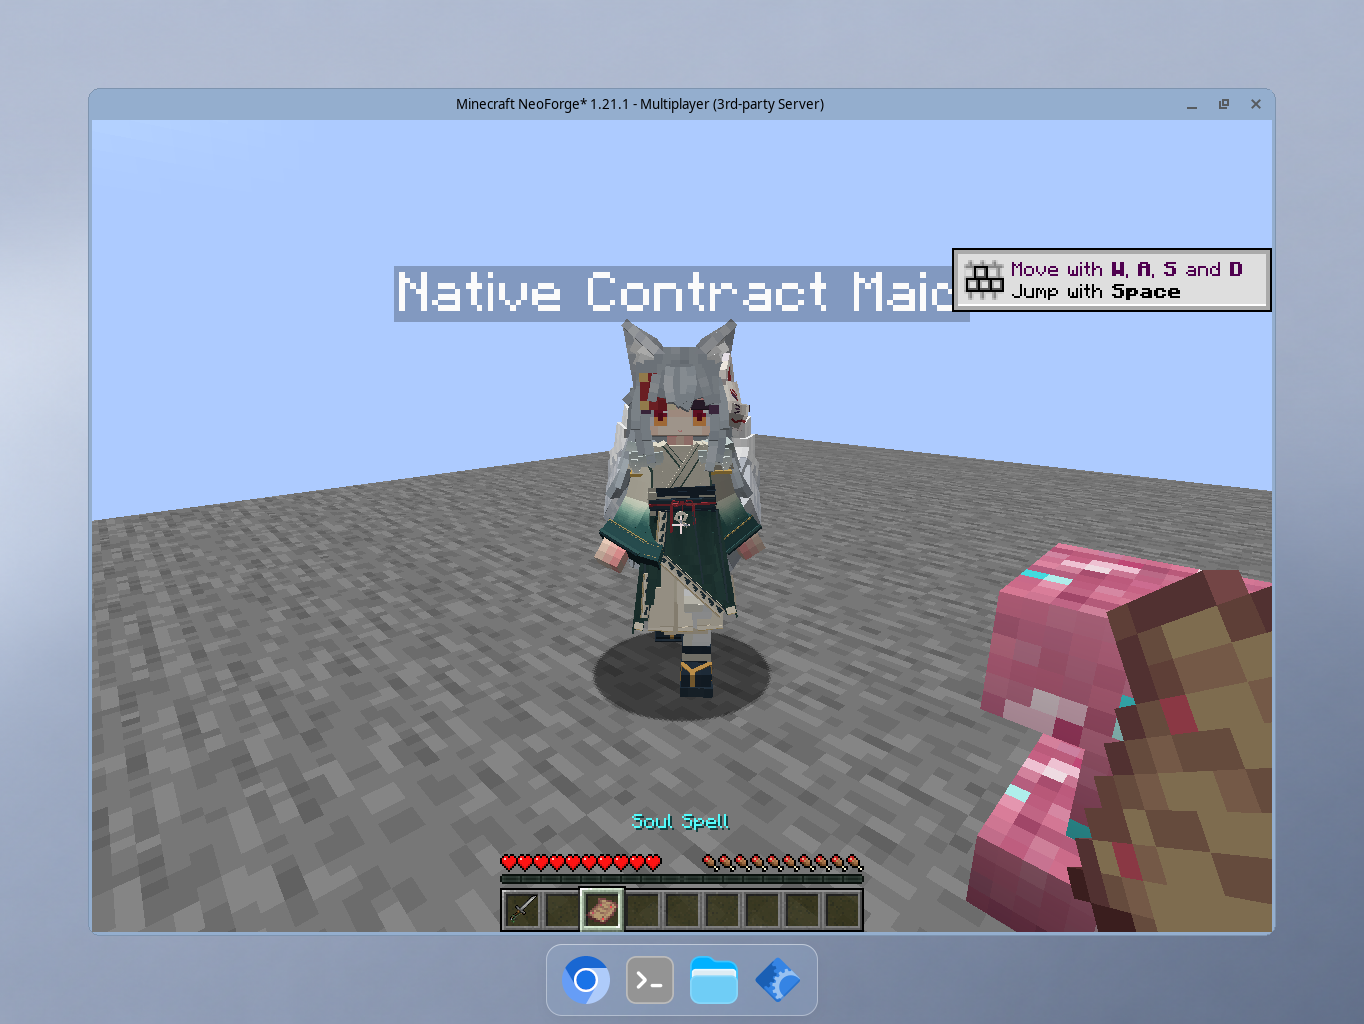 Minecraft NeoForge* 1.21.1 - Multiplayer (3rd-party Server)
Native Contract Maid
Move with W, A, S and D
Jump with Space
Soul Spell